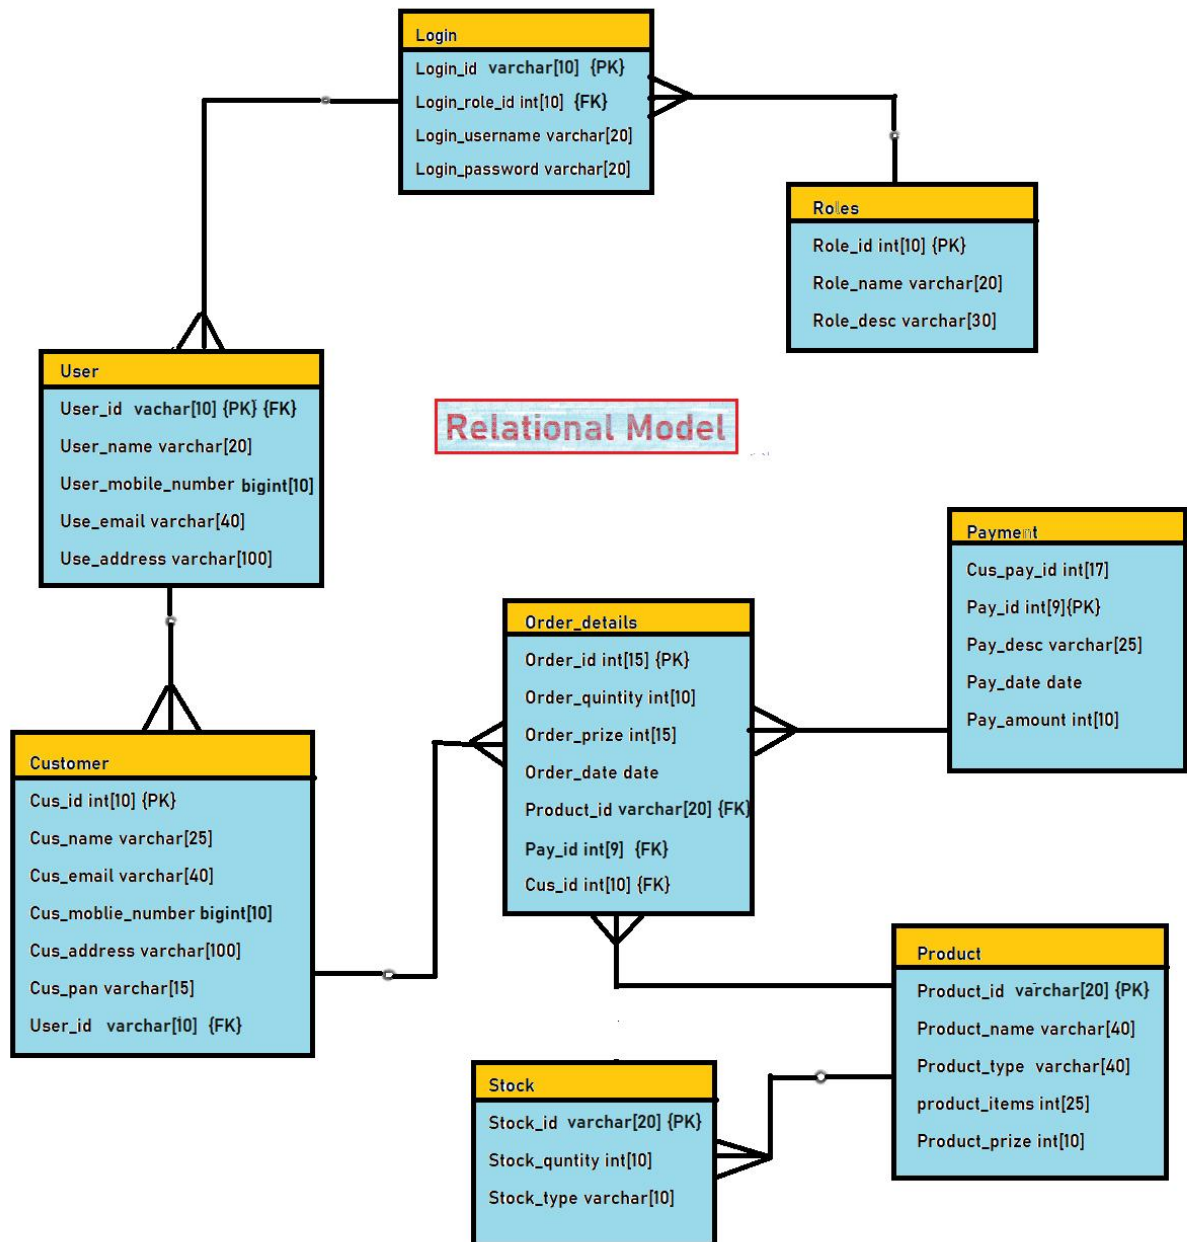 Login
Login_id varchar[10] {PK}
Login_role_id int[10] {FK}
Login_username varchar[20]
Login_password varchar[20]
Roles
Role_id int[10] {PK}
Role_name varchar[20]
Role_desc varchar[30]
User
User_id vachar[10] {PK} {FK}
User_name varchar[20]
User_mobile_number bigint[10]
Use_email varchar[40]
Use_address varchar[100]
Relational Model
Payment
Cus_pay_id int[17]
Pay_id int[9]{PK}
Pay_desc varchar[25]
Pay_date date
Pay_amount int[10]
Order_details
Order_id int[15] {PK}
Order_quintity int[10]
Order_prize int[15]
Order_date date
Product_id varchar[20] {FK}
Pay_id int[9] {FK}
Cus_id int[10] {FK}
Customer
Cus_id int[10] {PK}
Cus_name varchar[25]
Cus_email varchar[40]
Cus_moblie_number bigint[10]
Cus_address varchar[100]
Cus_pan varchar[15]
User_id varchar[10] {FK}
Product
Product_id varchar[20] {PK}
Product_name varchar[40]
Product_type varchar[40]
product_items int[25]
Product_prize int[10]
Stock
Stock_id varchar[20] {PK}
Stock_quntity int[10]
Stock_type varchar[10]